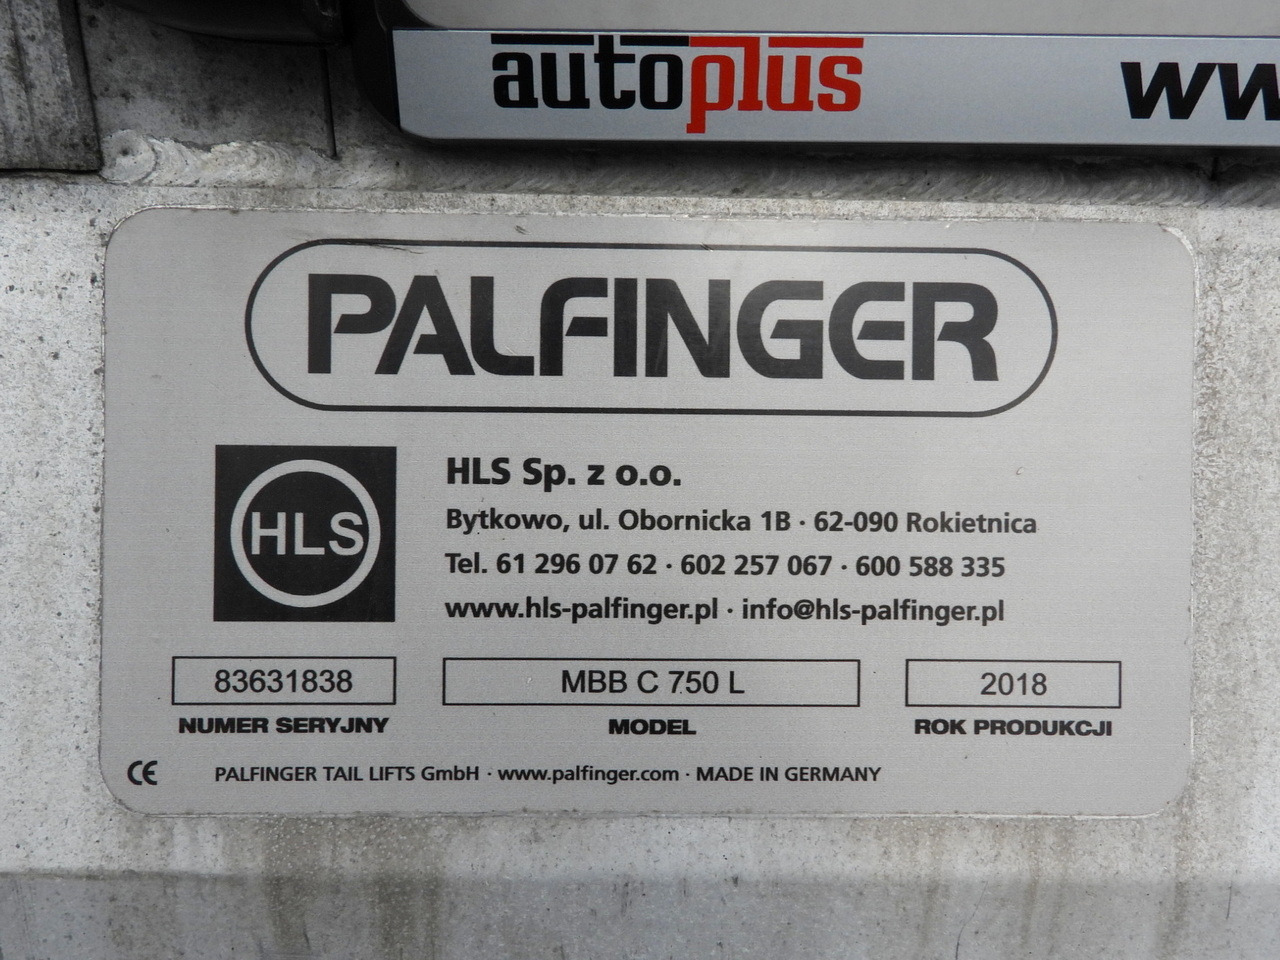 autoplus
PALFINGER
HLS
HLS Sp. z o.o.
Bytkowo, ul. Obornicka 1B · 62-090 Rokietnica
Tel. 61 296 07 62 · 602 257 067 · 600 588 335
www.hls-palfinger.pl · info@hls-palfinger.pl
83631838 MBB C 750 L 2018
NUMER SERYJNY MODEL ROK PRODUKCJI
CE PALFINGER TAIL LIFTS GmbH · www.palfinger.com · MADE IN GERMANY